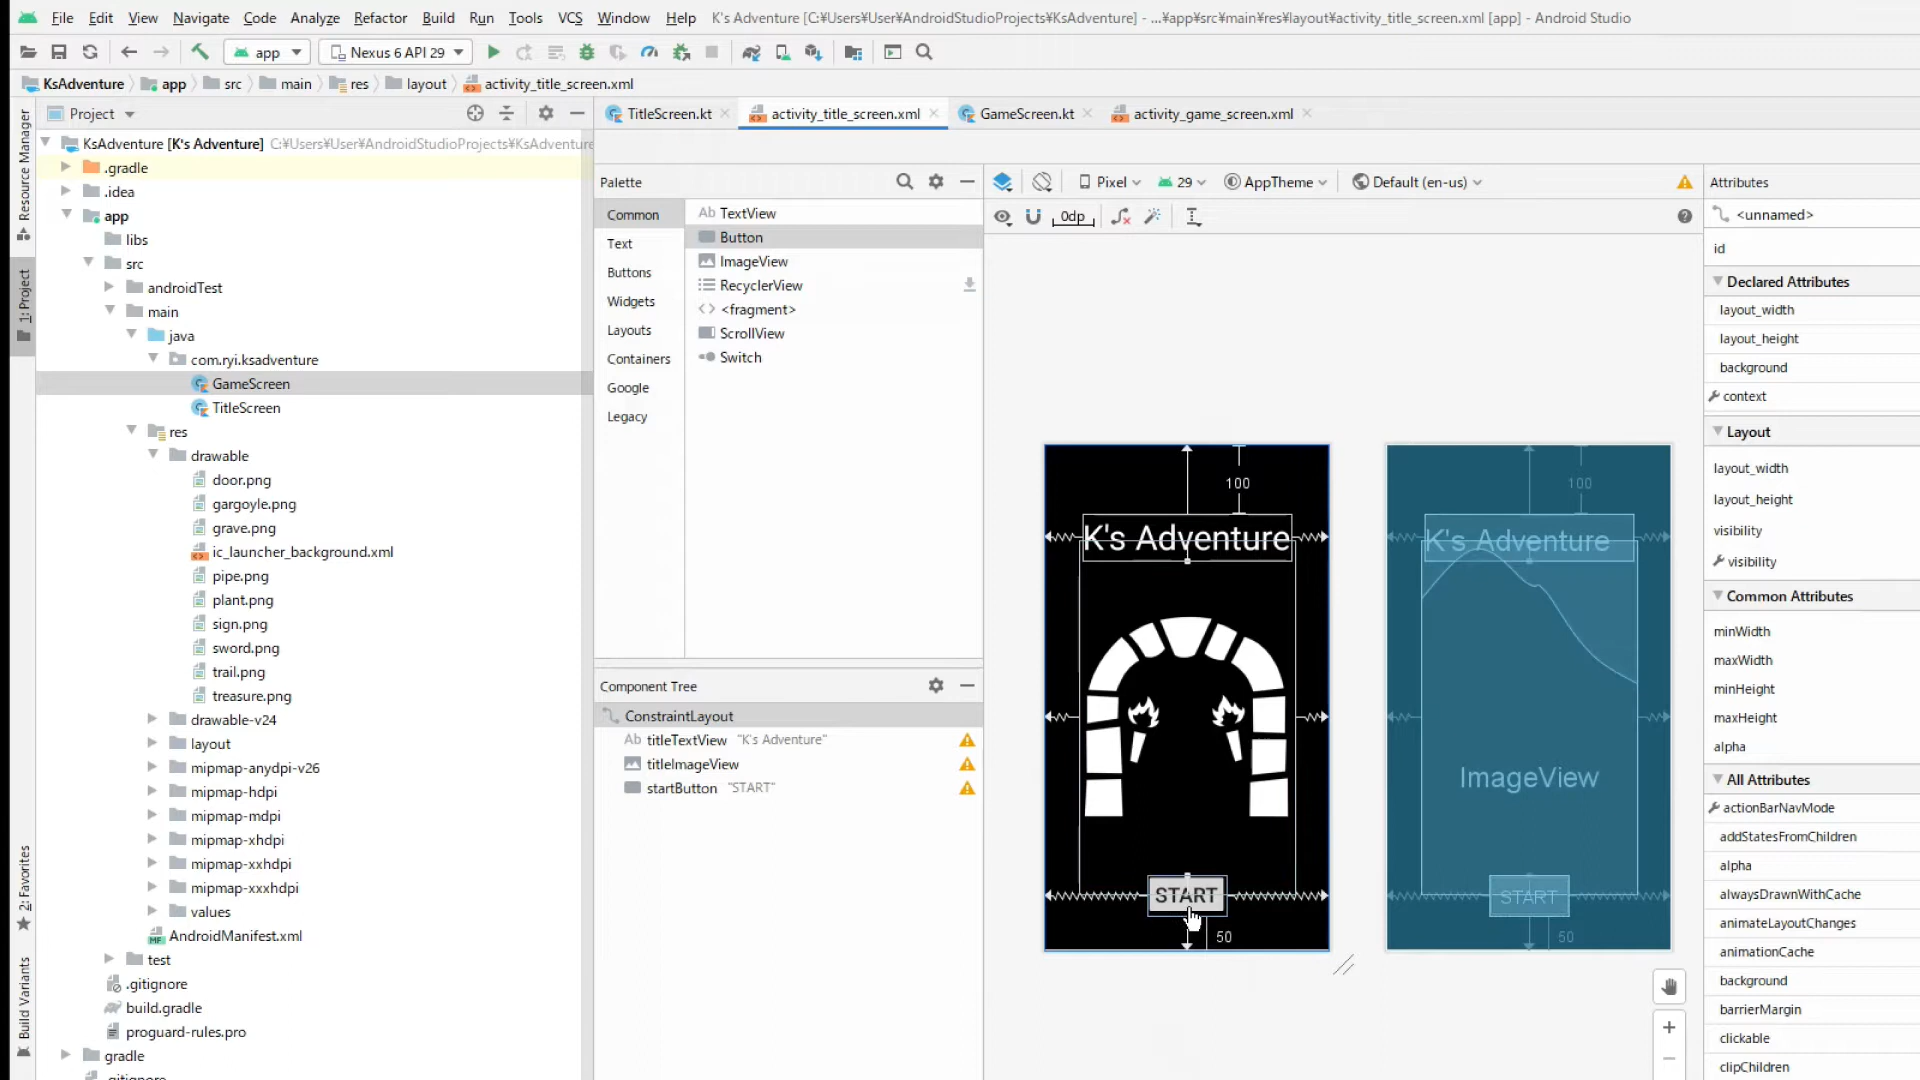 File Edit View Navigate Code Analyze Refactor Build Run Tools VCS Window Help K's Adventure [C:¥Users¥User¥AndroidStudioProjects¥KsAdventure] - ...¥app¥src¥main¥res¥layout¥activity_title_screen.xml [app] - Android Studio
app Nexus 6 API 29
KsAdventure app src main res layout activity_title_screen.xml
Project
TitleScreen.kt activity_title_screen.xml GameScreen.kt activity_game_screen.xml
Resource Manager
1: Project
2: Favorites
Build Variants
KsAdventure [K's Adventure] C:¥Users¥User¥AndroidStudioProjects¥KsAdventure
.gradle
.idea
app
libs
src
androidTest
main
java
com.ryi.ksadventure
GameScreen
TitleScreen
res
drawable
door.png
gargoyle.png
grave.png
ic_launcher_background.xml
pipe.png
plant.png
sign.png
sword.png
trail.png
treasure.png
drawable-v24
layout
mipmap-anydpi-v26
mipmap-hdpi
mipmap-mdpi
mipmap-xhdpi
mipmap-xxhdpi
mipmap-xxxhdpi
values
MF AndroidManifest.xml
test
.gitignore
build.gradle
proguard-rules.pro
gradle
.gitignore
Palette
Common
Text
Buttons
Widgets
Layouts
Containers
Google
Legacy
Ab TextView
Button
ImageView
RecyclerView
<> <fragment>
ScrollView
Switch
Component Tree
ConstraintLayout
Ab titleTextView "K's Adventure"
titleImageView
startButton "START"
Pixel 29 AppTheme Default (en-us)
0dp
100
K's Adventure
START
50
100
K's Adventure
ImageView
START
50
Attributes
<unnamed>
id
Declared Attributes
layout_width
layout_height
background
context
Layout
layout_width
layout_height
visibility
visibility
Common Attributes
minWidth
maxWidth
minHeight
maxHeight
alpha
All Attributes
actionBarNavMode
addStatesFromChildren
alpha
alwaysDrawnWithCache
animateLayoutChanges
animationCache
background
barrierMargin
clickable
clipChildren